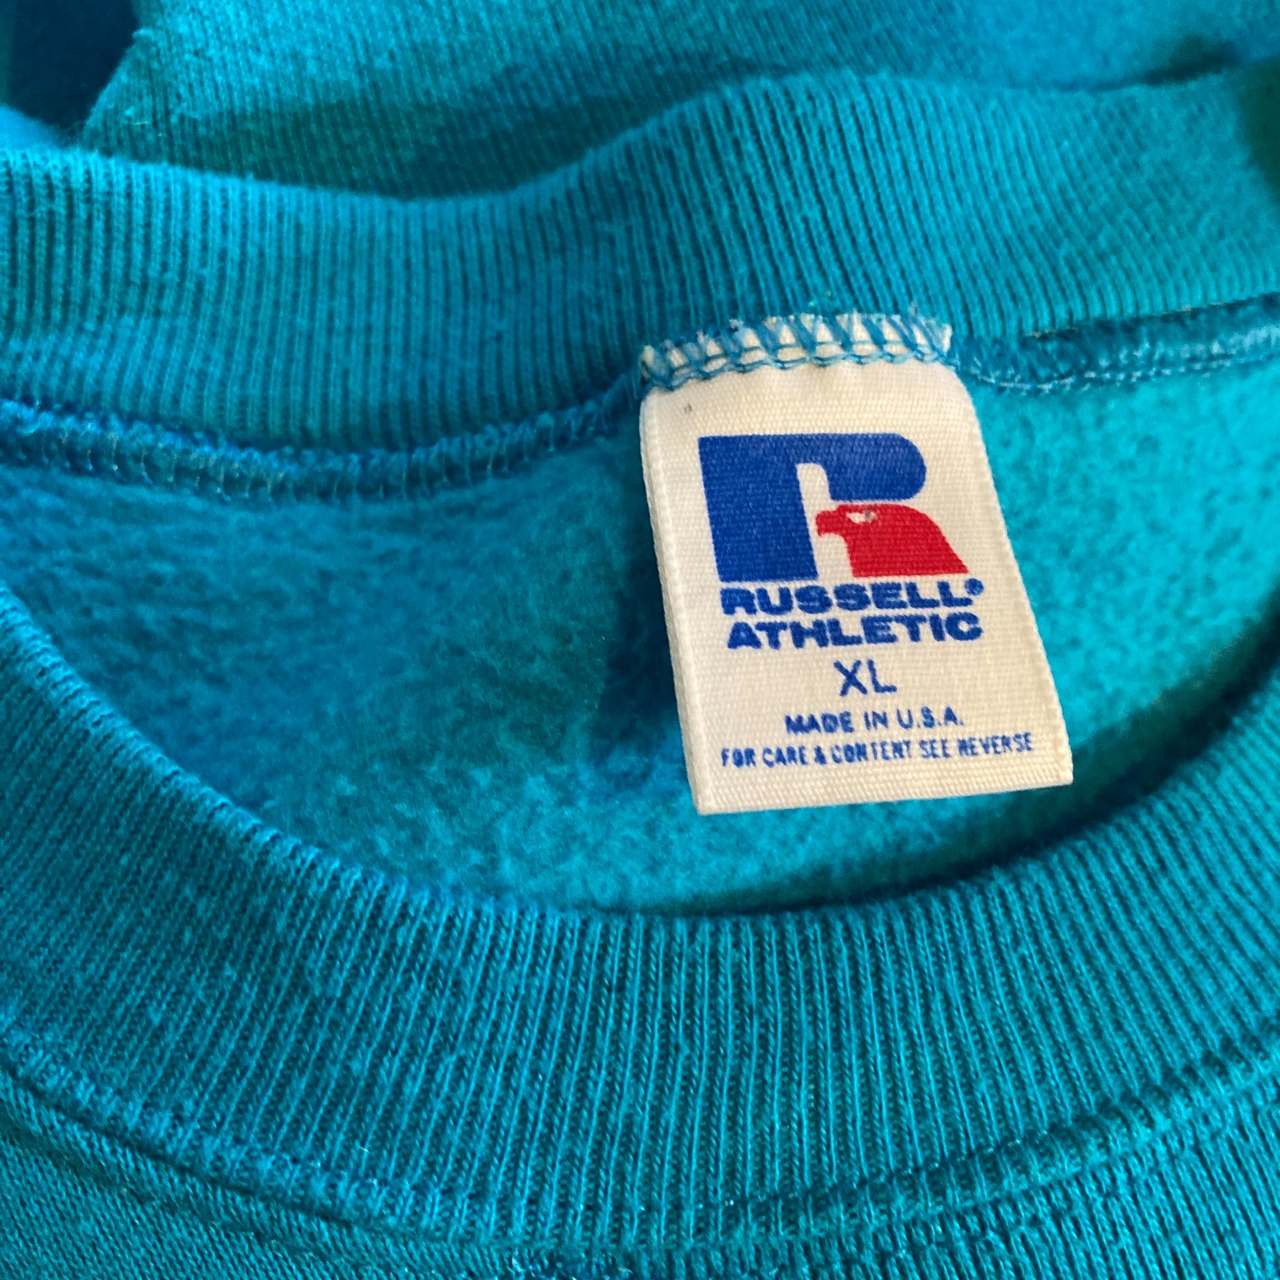 R
RUSSELL®
ATHLETIC
XL
MADE IN U.S.A.
FOR CARE & CONTENT SEE REVERSE